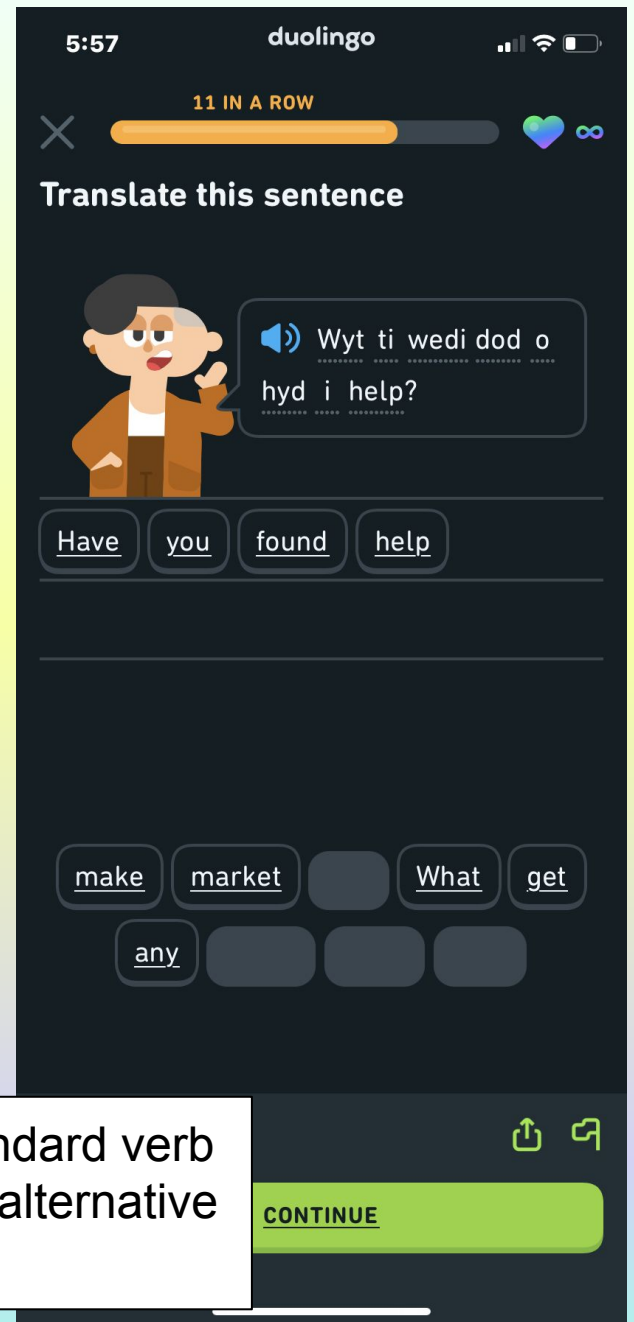 5:57
duolingo
11 IN A ROW
Translate this sentence
Wyt ti wedi dod o
hyd i help?
Have you found help
make market What get
any
verb
alternative
CONTINUE